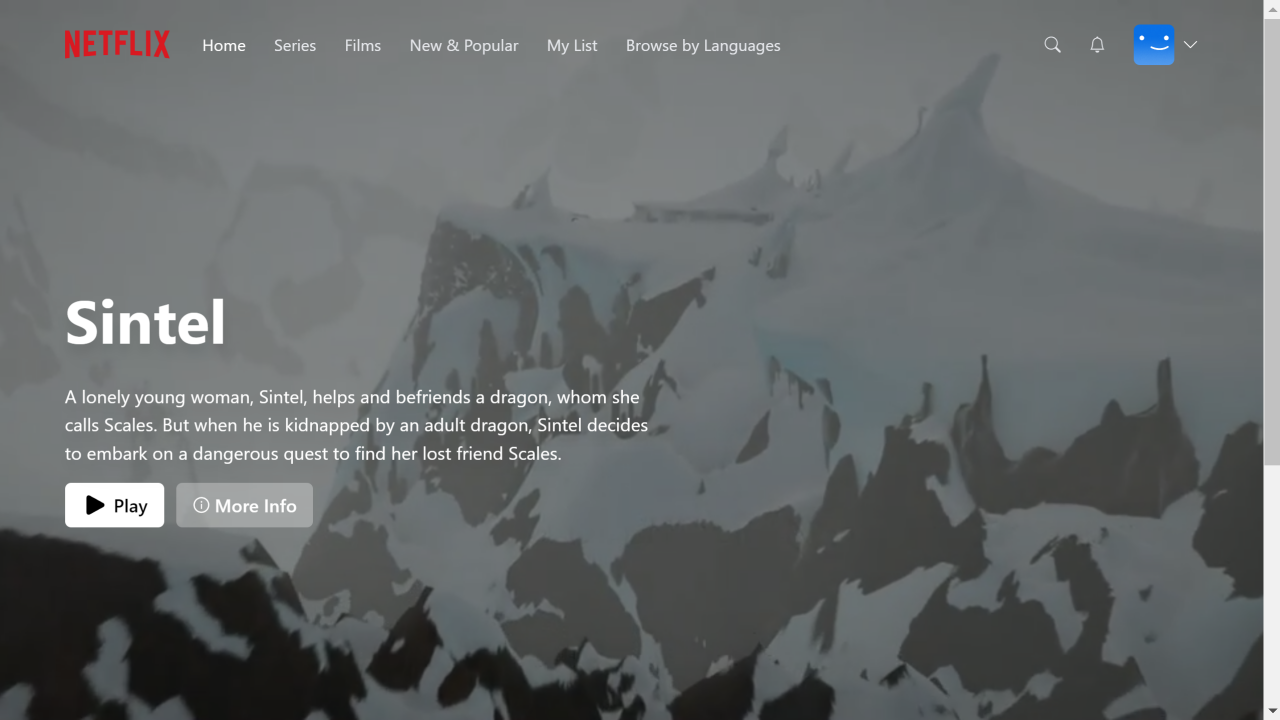 NETFLIX Home Series Films New & Popular My List Browse by Languages
Sintel
A lonely young woman, Sintel, helps and befriends a dragon, whom she
calls Scales. But when he is kidnapped by an adult dragon, Sintel decides
to embark on a dangerous quest to find her lost friend Scales.
Play More Info